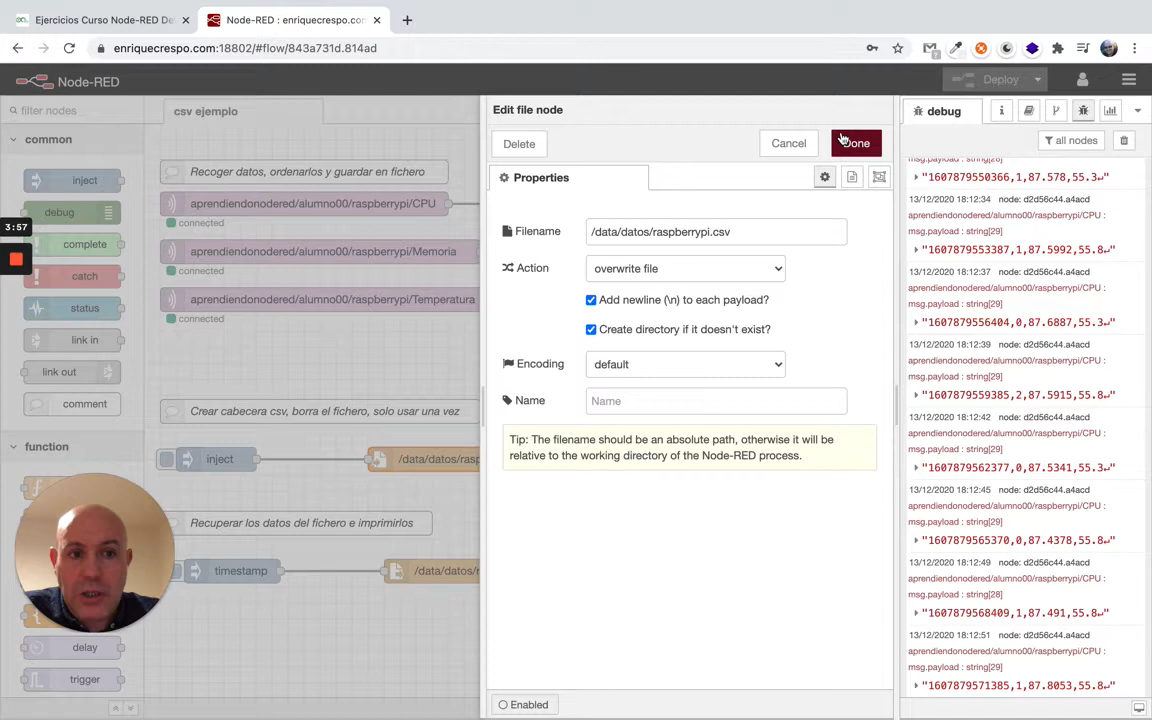 Ejercicios Curso Node-RED De
Node-RED : enriquecrespo.com
enriquecrespo.com:18802/#flow/843a731d.814ad
Node-RED
Deploy
filter nodes
csv ejemplo
Edit file node
debug
Delete
Cancel
Done
all nodes
common
Properties
inject
debug
complete
catch
status
link in
link out
comment
function
delay
trigger
3:57
Recoger datos, ordenarlos y guardar en fichero
aprendiendonodered/alumno00/raspberrypi/CPU
connected
aprendiendonodered/alumno00/raspberrypi/Memoria
connected
aprendiendonodered/alumno00/raspberrypi/Temperatura
connected
Crear cabecera csv, borra el fichero, solo usar una vez
inject
/data/datos/rasp
Recuperar los datos del fichero e imprimirlos
timestamp
/data/datos/r
Filename
/data/datos/raspberrypi.csv
Action
overwrite file
Add newline (\n) to each payload?
Create directory if it doesn't exist?
Encoding
default
Name
Name
Tip: The filename should be an absolute path, otherwise it will be
relative to the working directory of the Node-RED process.
Enabled
msg.payload : string[28]
"1607879550366,1,87.578,55.3↵"
13/12/2020 18:12:34 node: d2d56c44.a4acd
aprendiendonodered/alumno00/raspberrypi/CPU :
msg.payload : string[29]
"1607879553387,1,87.5992,55.8↵"
13/12/2020 18:12:37 node: d2d56c44.a4acd
aprendiendonodered/alumno00/raspberrypi/CPU :
msg.payload : string[29]
"1607879556404,0,87.6887,55.3↵"
13/12/2020 18:12:39 node: d2d56c44.a4acd
aprendiendonodered/alumno00/raspberrypi/CPU :
msg.payload : string[29]
"1607879559385,2,87.5915,55.8↵"
13/12/2020 18:12:42 node: d2d56c44.a4acd
aprendiendonodered/alumno00/raspberrypi/CPU :
msg.payload : string[29]
"1607879562377,0,87.5341,55.3↵"
13/12/2020 18:12:45 node: d2d56c44.a4acd
aprendiendonodered/alumno00/raspberrypi/CPU :
msg.payload : string[29]
"1607879565370,0,87.4378,55.8↵"
13/12/2020 18:12:49 node: d2d56c44.a4acd
aprendiendonodered/alumno00/raspberrypi/CPU :
msg.payload : string[28]
"1607879568409,1,87.491,55.8↵"
13/12/2020 18:12:51 node: d2d56c44.a4acd
aprendiendonodered/alumno00/raspberrypi/CPU :
msg.payload : string[29]
"1607879571385,1,87.8053,55.8↵"